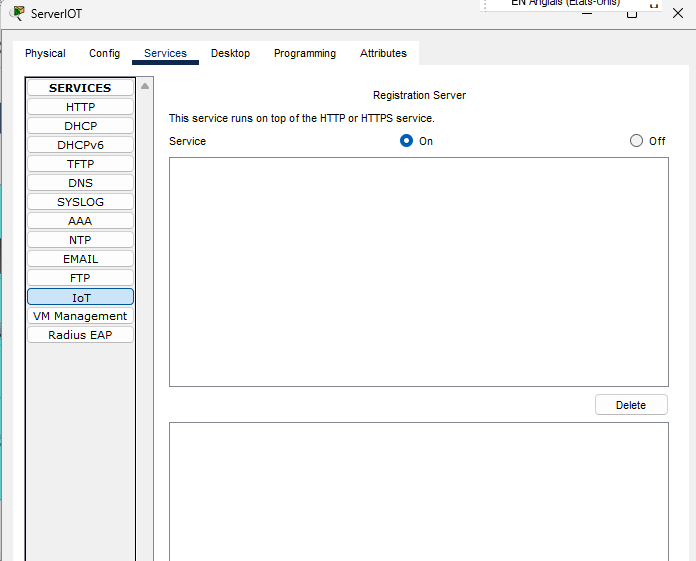 ServerIOT
EN Anglais (États-Unis)
Physical Config Services Desktop Programming Attributes
SERVICES
HTTP
DHCP
DHCPv6
TFTP
DNS
SYSLOG
AAA
NTP
EMAIL
FTP
IoT
VM Management
Radius EAP
Registration Server
This service runs on top of the HTTP or HTTPS service.
Service On Off
Delete